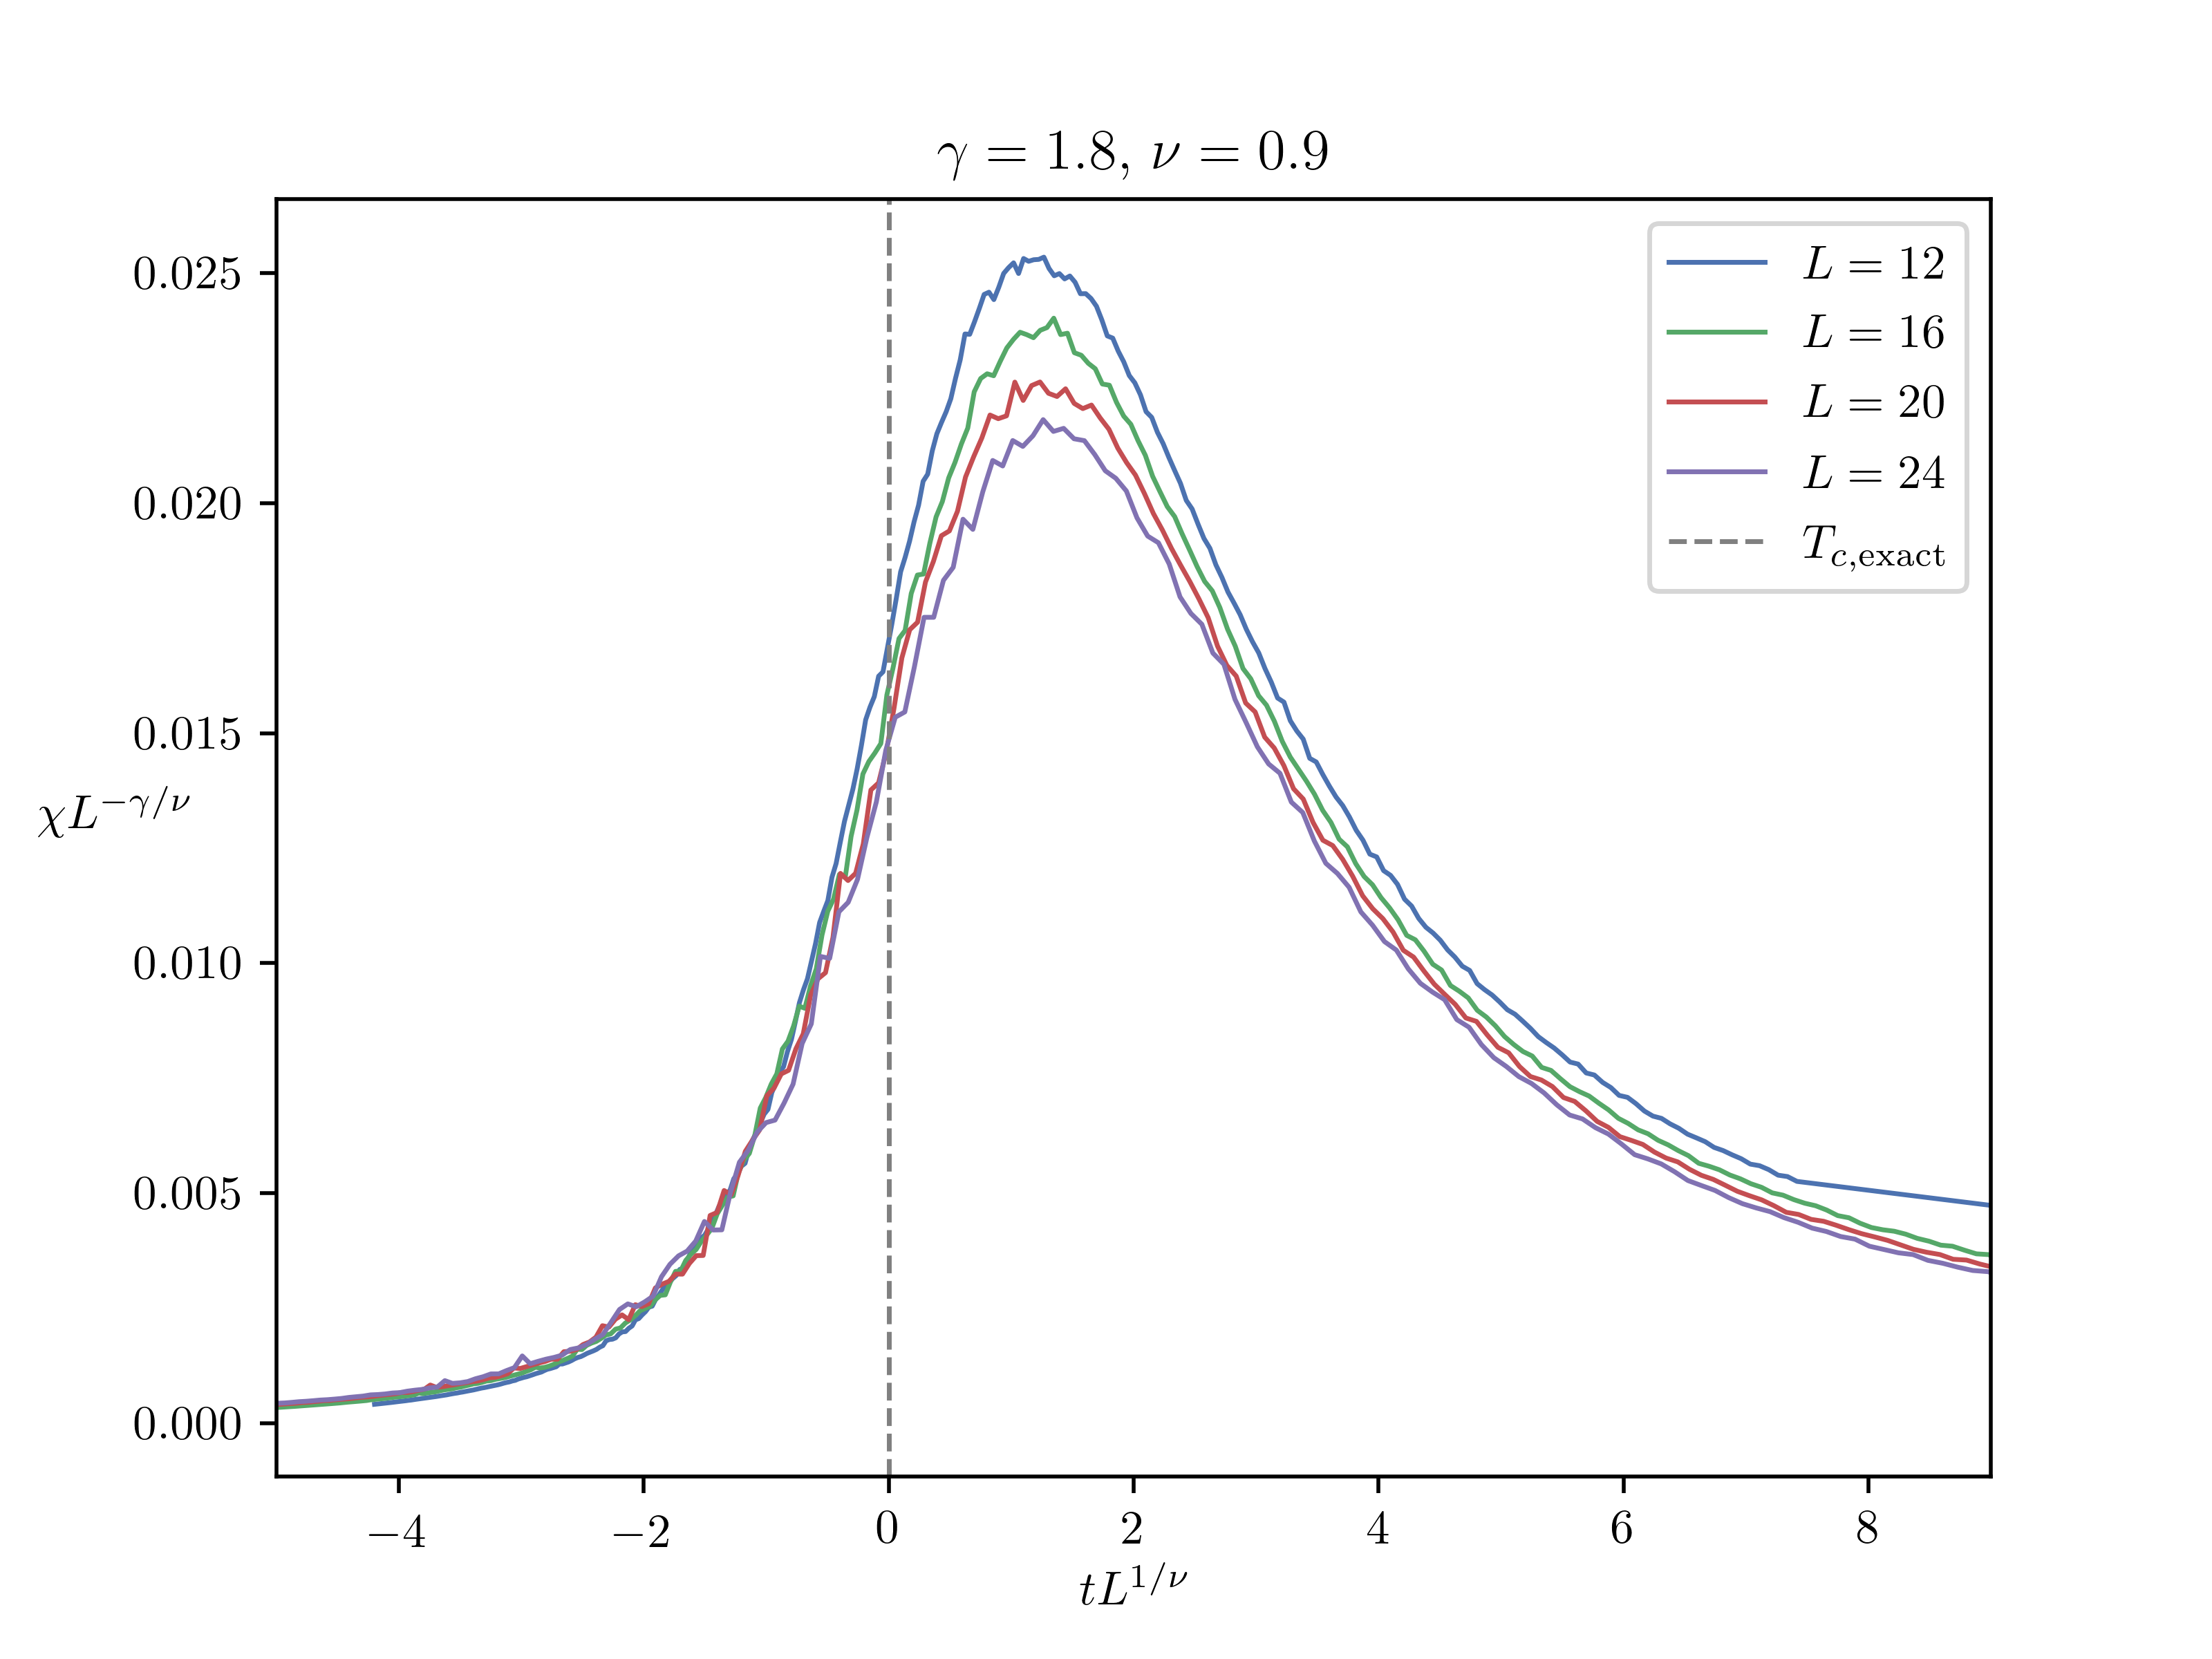 γ = 1.8, ν = 0.9
0.025
0.020
0.015
0.010
0.005
0.000
χL^{−γ/ν}
L = 12
L = 16
L = 20
L = 24
T_{c,exact}
−4 −2 0 2 4 6 8
tL^{1/ν}